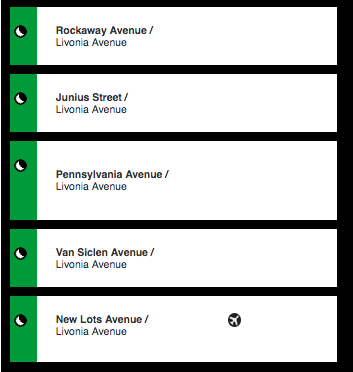 Rockaway Avenue /
Livonia Avenue
Junius Street /
Livonia Avenue
Pennsylvania Avenue /
Livonia Avenue
Van Siclen Avenue /
Livonia Avenue
New Lots Avenue /
Livonia Avenue